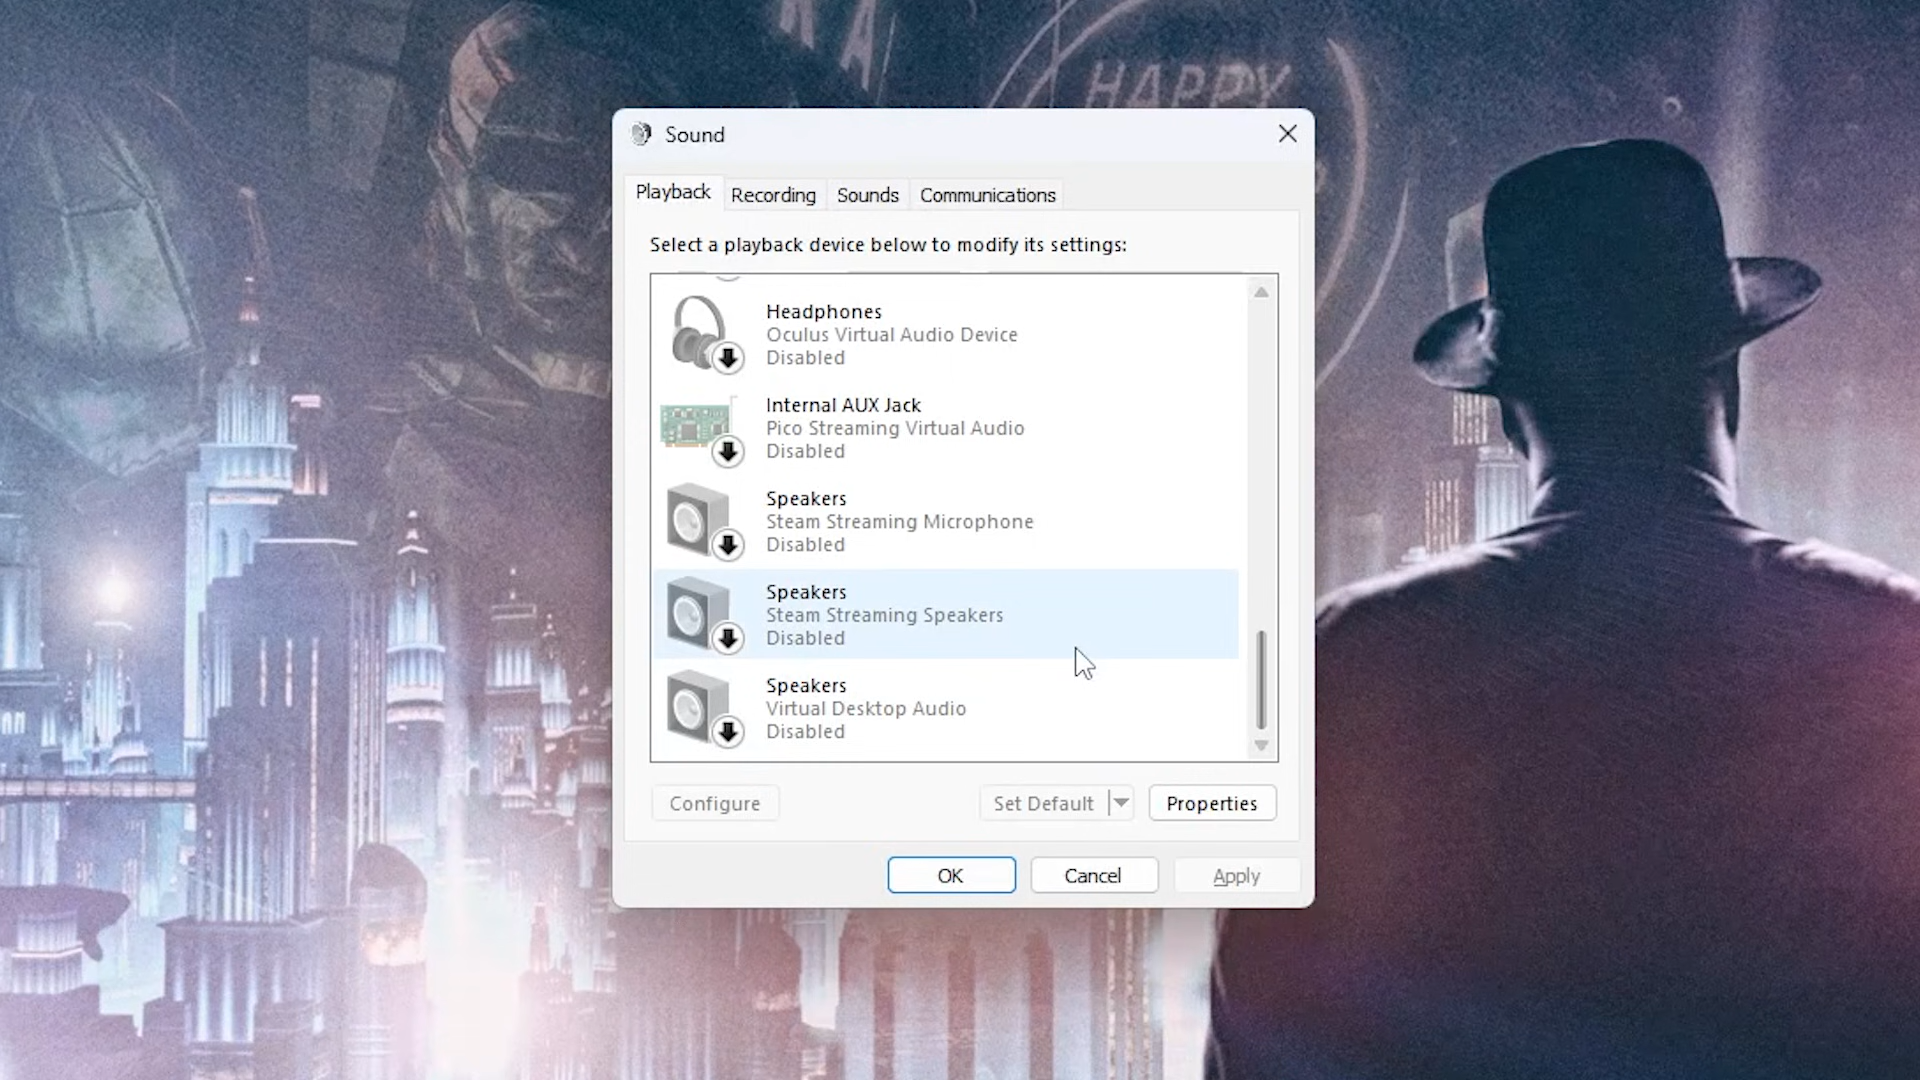 HAPPY
Sound
Playback
Recording
Sounds
Communications
Select a playback device below to modify its settings:
Headphones
Oculus Virtual Audio Device
Disabled
Internal AUX Jack
Pico Streaming Virtual Audio
Disabled
Speakers
Steam Streaming Microphone
Disabled
Speakers
Steam Streaming Speakers
Disabled
Speakers
Virtual Desktop Audio
Disabled
Configure
Set Default
Properties
OK
Cancel
Apply